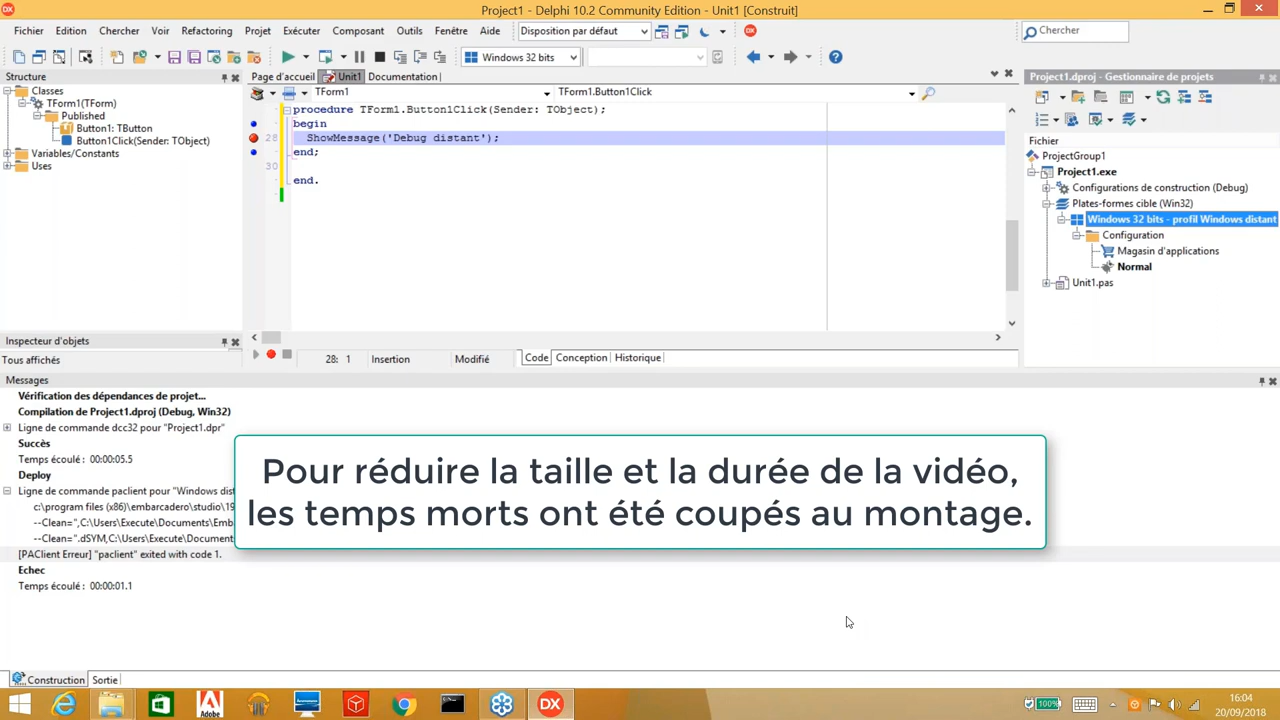 Project1 - Delphi 10.2 Community Edition - Unit1 [Construit]
Fichier Edition Chercher Voir Refactoring Projet Exécuter Composant Outils Fenêtre Aide Disposition par défaut Chercher
Windows 32 bits
Structure
Page d'accueil Unit1 Documentation
Project1.dproj - Gestionnaire de projets
Classes
TForm1(TForm)
Published
Button1: TButton
Button1Click(Sender: TObject)
Variables/Constants
Uses
TForm1 TForm1.Button1Click
procedure TForm1.Button1Click(Sender: TObject);
begin
28 ShowMessage('Debug distant');
end;
30
end.
Fichier
ProjectGroup1
Project1.exe
Configurations de construction (Debug)
Plates-formes cible (Win32)
Windows 32 bits - profil Windows distant
Configuration
Magasin d'applications
Normal
Unit1.pas
Inspecteur d'objets
Tous affichés
28: 1 Insertion Modifié Code Conception Historique
Messages
Vérification des dépendances de projet...
Compilation de Project1.dproj (Debug, Win32)
Ligne de commande dcc32 pour "Project1.dpr"
Succès
Temps écoulé : 00:00:05.5
Deploy
Ligne de commande paclient pour "Windows dist
c:\program files (x86)\embarcadero\studio\19
--Clean=",C:\Users\Execute\Documents\Emb
--Clean=".dSYM,C:\Users\Execute\Documen
[PAClient Erreur] "paclient" exited with code 1.
Echec
Temps écoulé : 00:00:01.1
Pour réduire la taille et la durée de la vidéo,
les temps morts ont été coupés au montage.
Construction Sortie
Adobe
DX
100%
16:04
20/09/2018